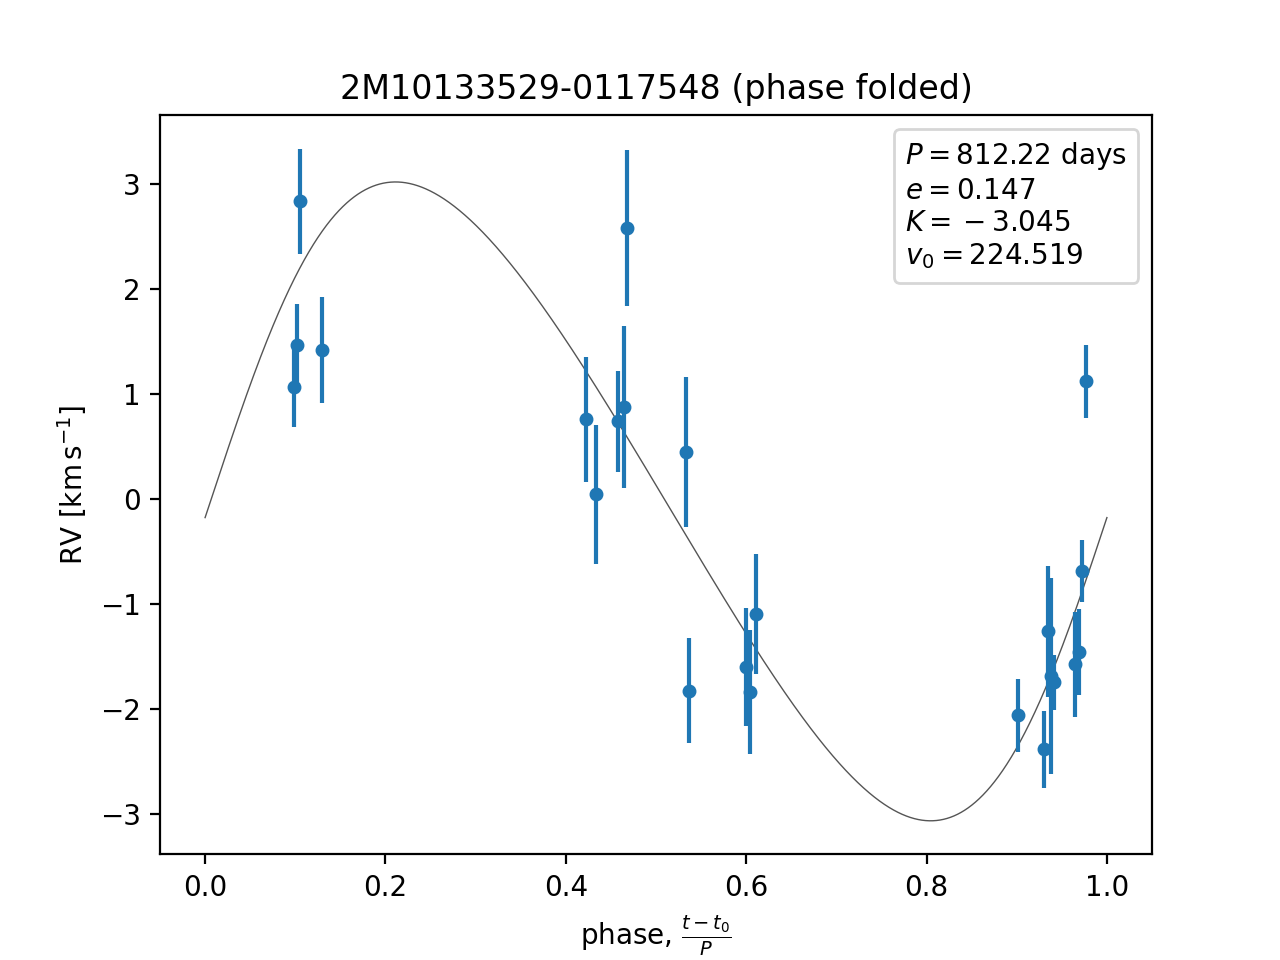 2M10133529-0117548 (phase folded)
P = 812.22 days
e = 0.147
K = −3.045
v₀ = 224.519
RV [km s⁻¹]
3
2
1
0
−1
−2
−3
0.0 0.2 0.4 0.6 0.8 1.0
phase, (t − t₀)/P